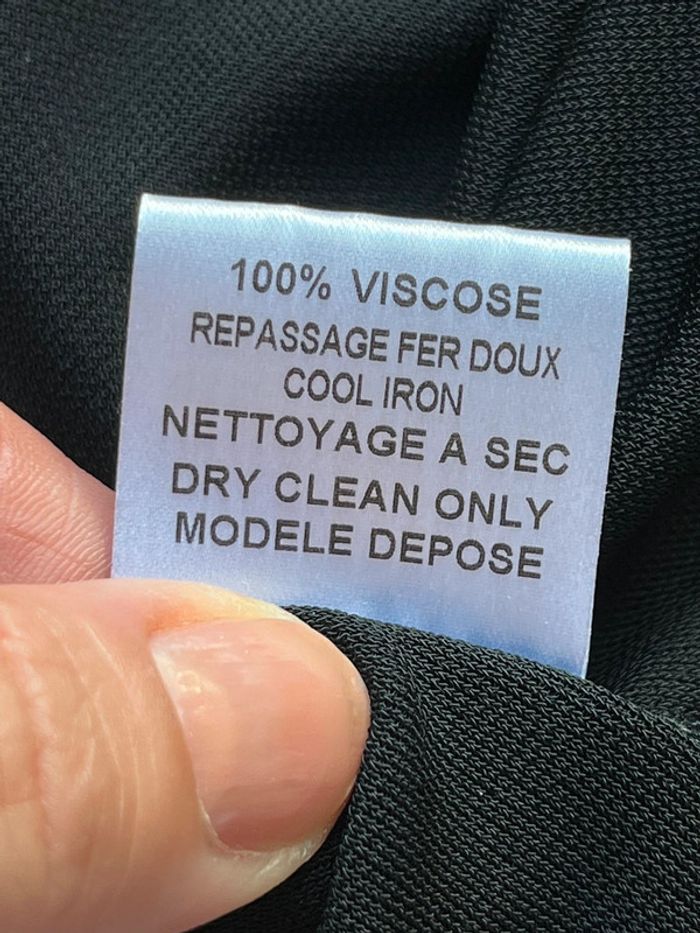 100% VISCOSE
REPASSAGE FER DOUX
COOL IRON
NETTOYAGE A SEC
DRY CLEAN ONLY
MODELE DEPOSE